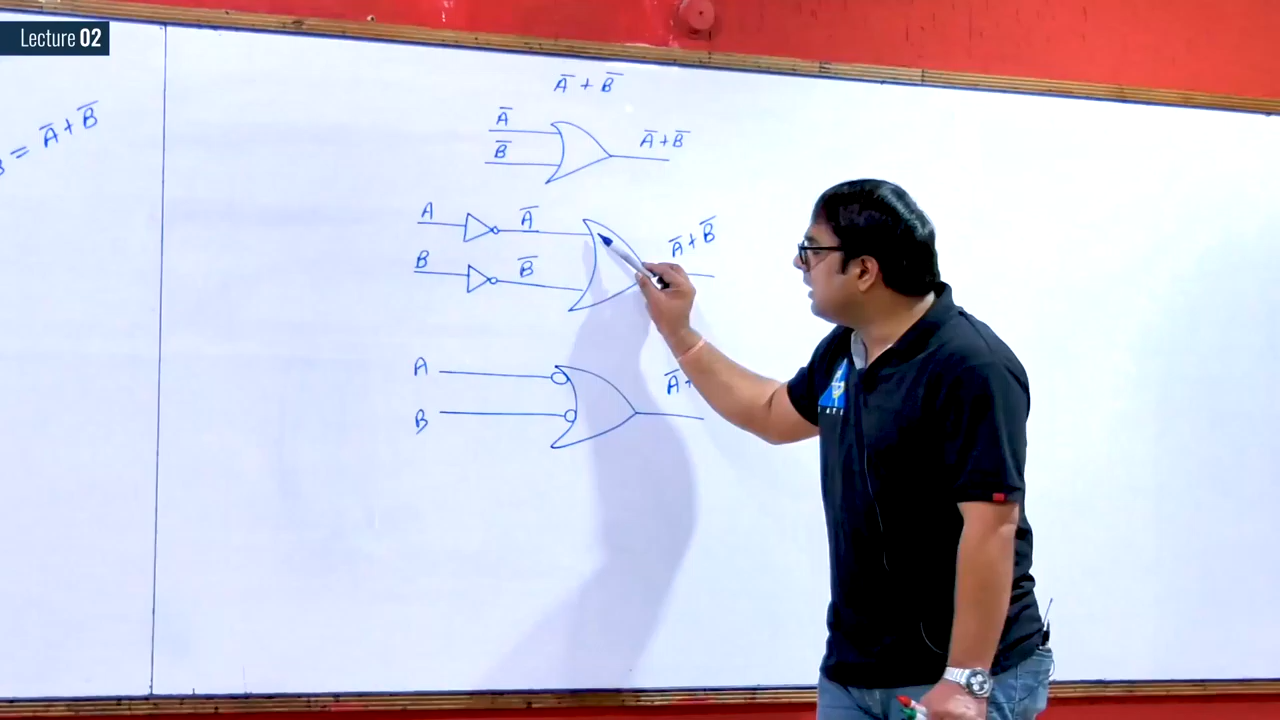 Lecture 02
= A̅ + B̅
A̅ + B̅
A̅
B̅
A̅ + B̅
A
A̅
B
B̅
A̅ + B̅
A
B
A̅ +